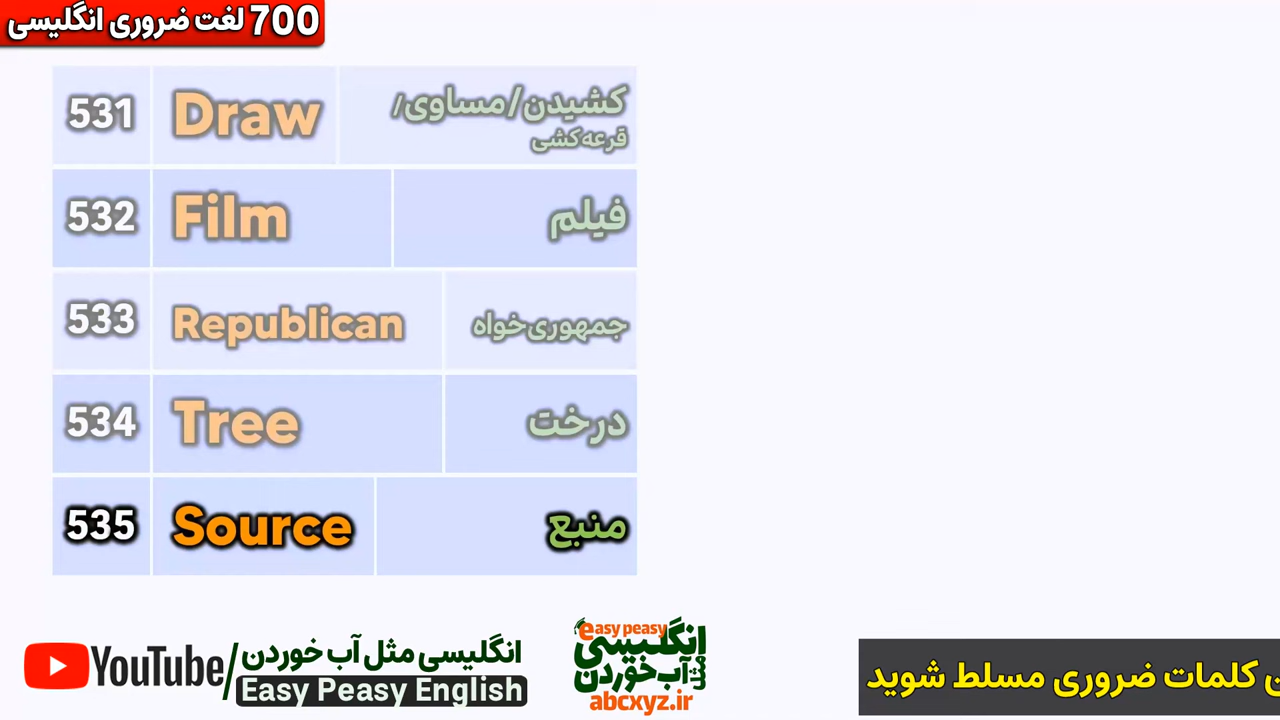 700 لغت ضروری انگلیسی
531 Draw کشیدن/مساوی/
قرعه‌کشی
532 Film فیلم
533 Republican جمهوری‌خواه
534 Tree درخت
535 Source منبع
YouTube/انگلیسی مثل آب خوردن
Easy Peasy English
easy peasy
انگلیسی
مثل
آب خوردن
abcxyz.ir
کلمات ضروری مسلط شوید